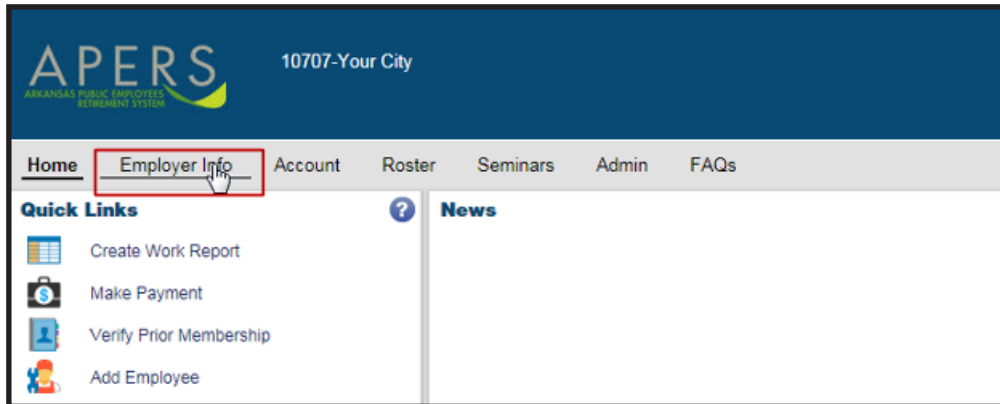 APERS
ARKANSAS PUBLIC EMPLOYEES
RETIREMENT SYSTEM
10707-Your City
Home Employer Info Account Roster Seminars Admin FAQs
Quick Links ? News
Create Work Report
Make Payment
Verify Prior Membership
Add Employee